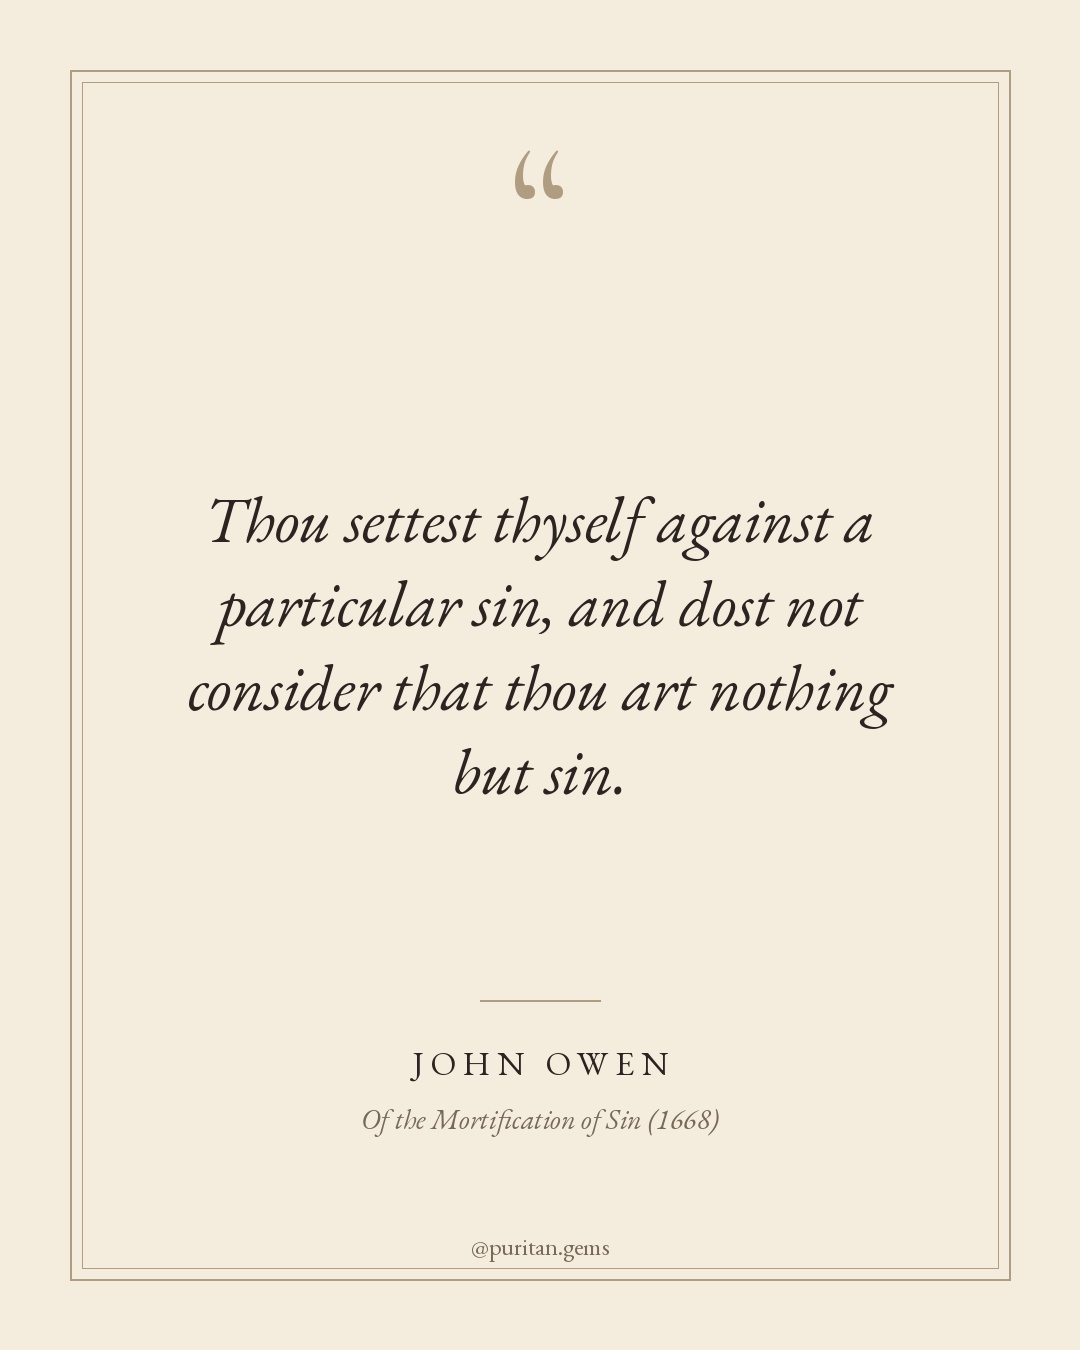 “
Thou settest thyself against a
particular sin, and dost not
consider that thou art nothing
but sin.
JOHN OWEN
Of the Mortification of Sin (1668)
@puritan.gems